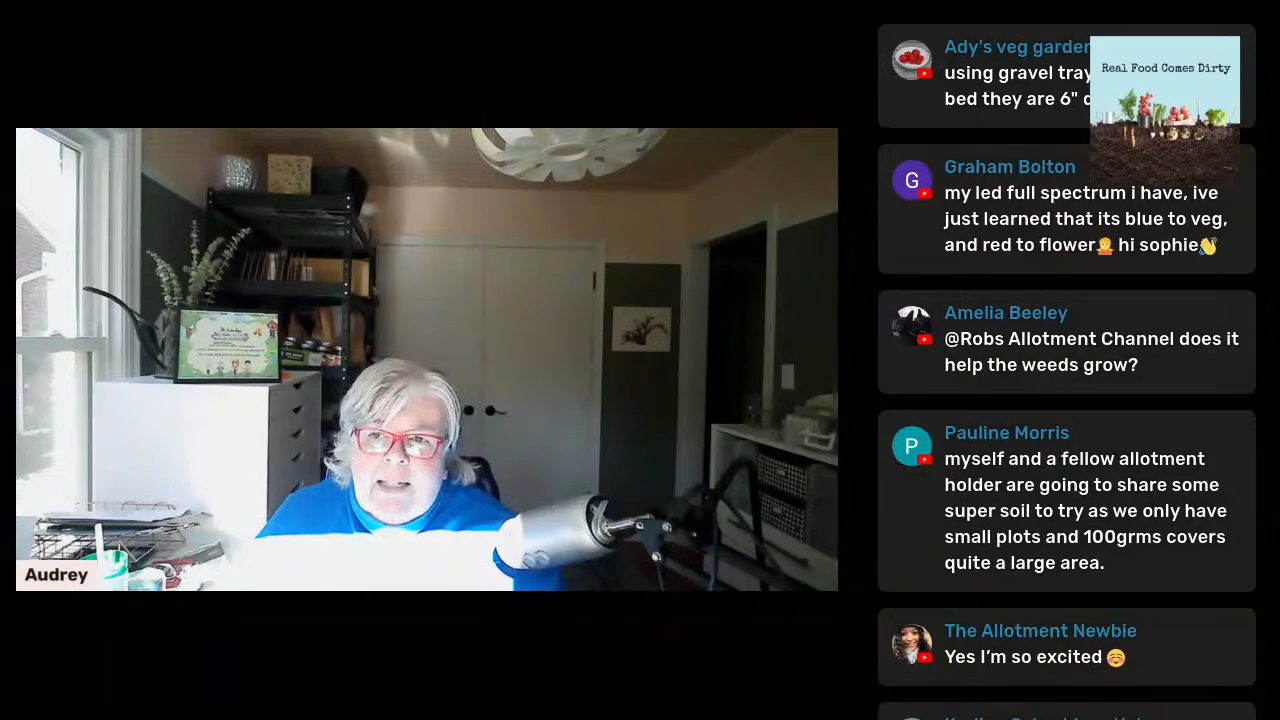 Ady's veg garden
using gravel tray
bed they are 6"
Real Food Comes Dirty
Graham Bolton
my led full spectrum i have, ive
just learned that its blue to veg,
and red to flower🤷 hi sophie👋
Amelia Beeley
@Robs Allotment Channel does it
help the weeds grow?
Pauline Morris
myself and a fellow allotment
holder are going to share some
super soil to try as we only have
small plots and 100grms covers
quite a large area.
The Allotment Newbie
Yes I'm so excited ☺️
Audrey
G
P